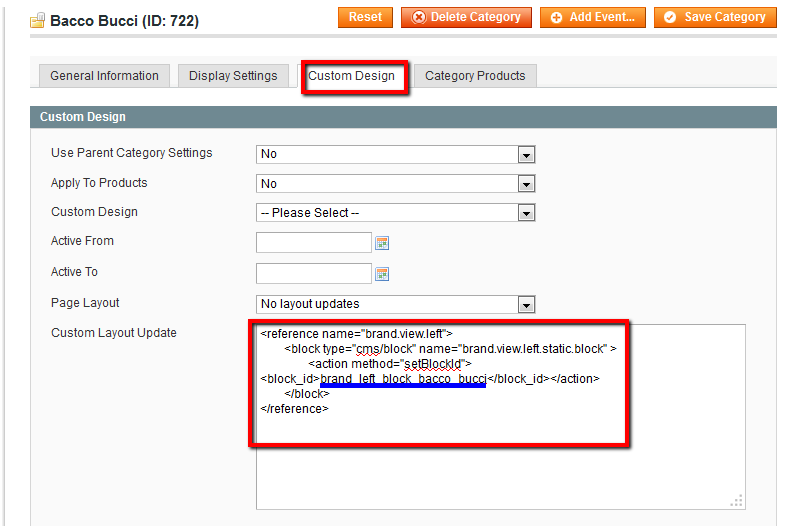 Bacco Bucci (ID: 722) Reset Delete Category Add Event... Save Category
General Information Display Settings Custom Design Category Products
Custom Design
Use Parent Category Settings No
Apply To Products No
Custom Design -- Please Select --
Active From
Active To
Page Layout No layout updates
Custom Layout Update
<reference name="brand.view.left">
<block type="cms/block" name="brand.view.left.static.block" >
<action method="setBlockId">
<block_id>brand_left_block_bacco_bucci</block_id></action>
</block>
</reference>